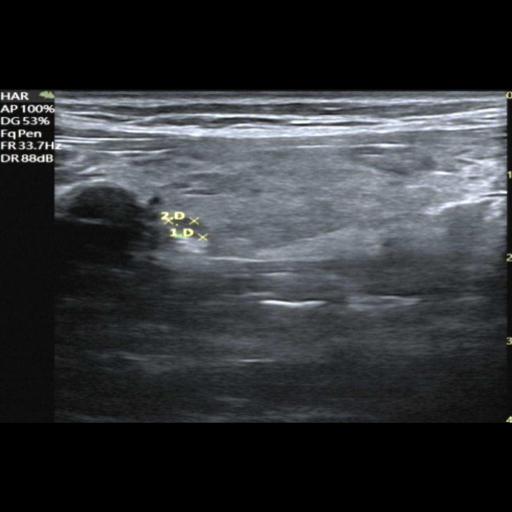 HAR
AP 100%
DG 53%
Fq Pen
FR 33.7Hz
DR 88dB
0
1
2
3
4
2.D
1.D